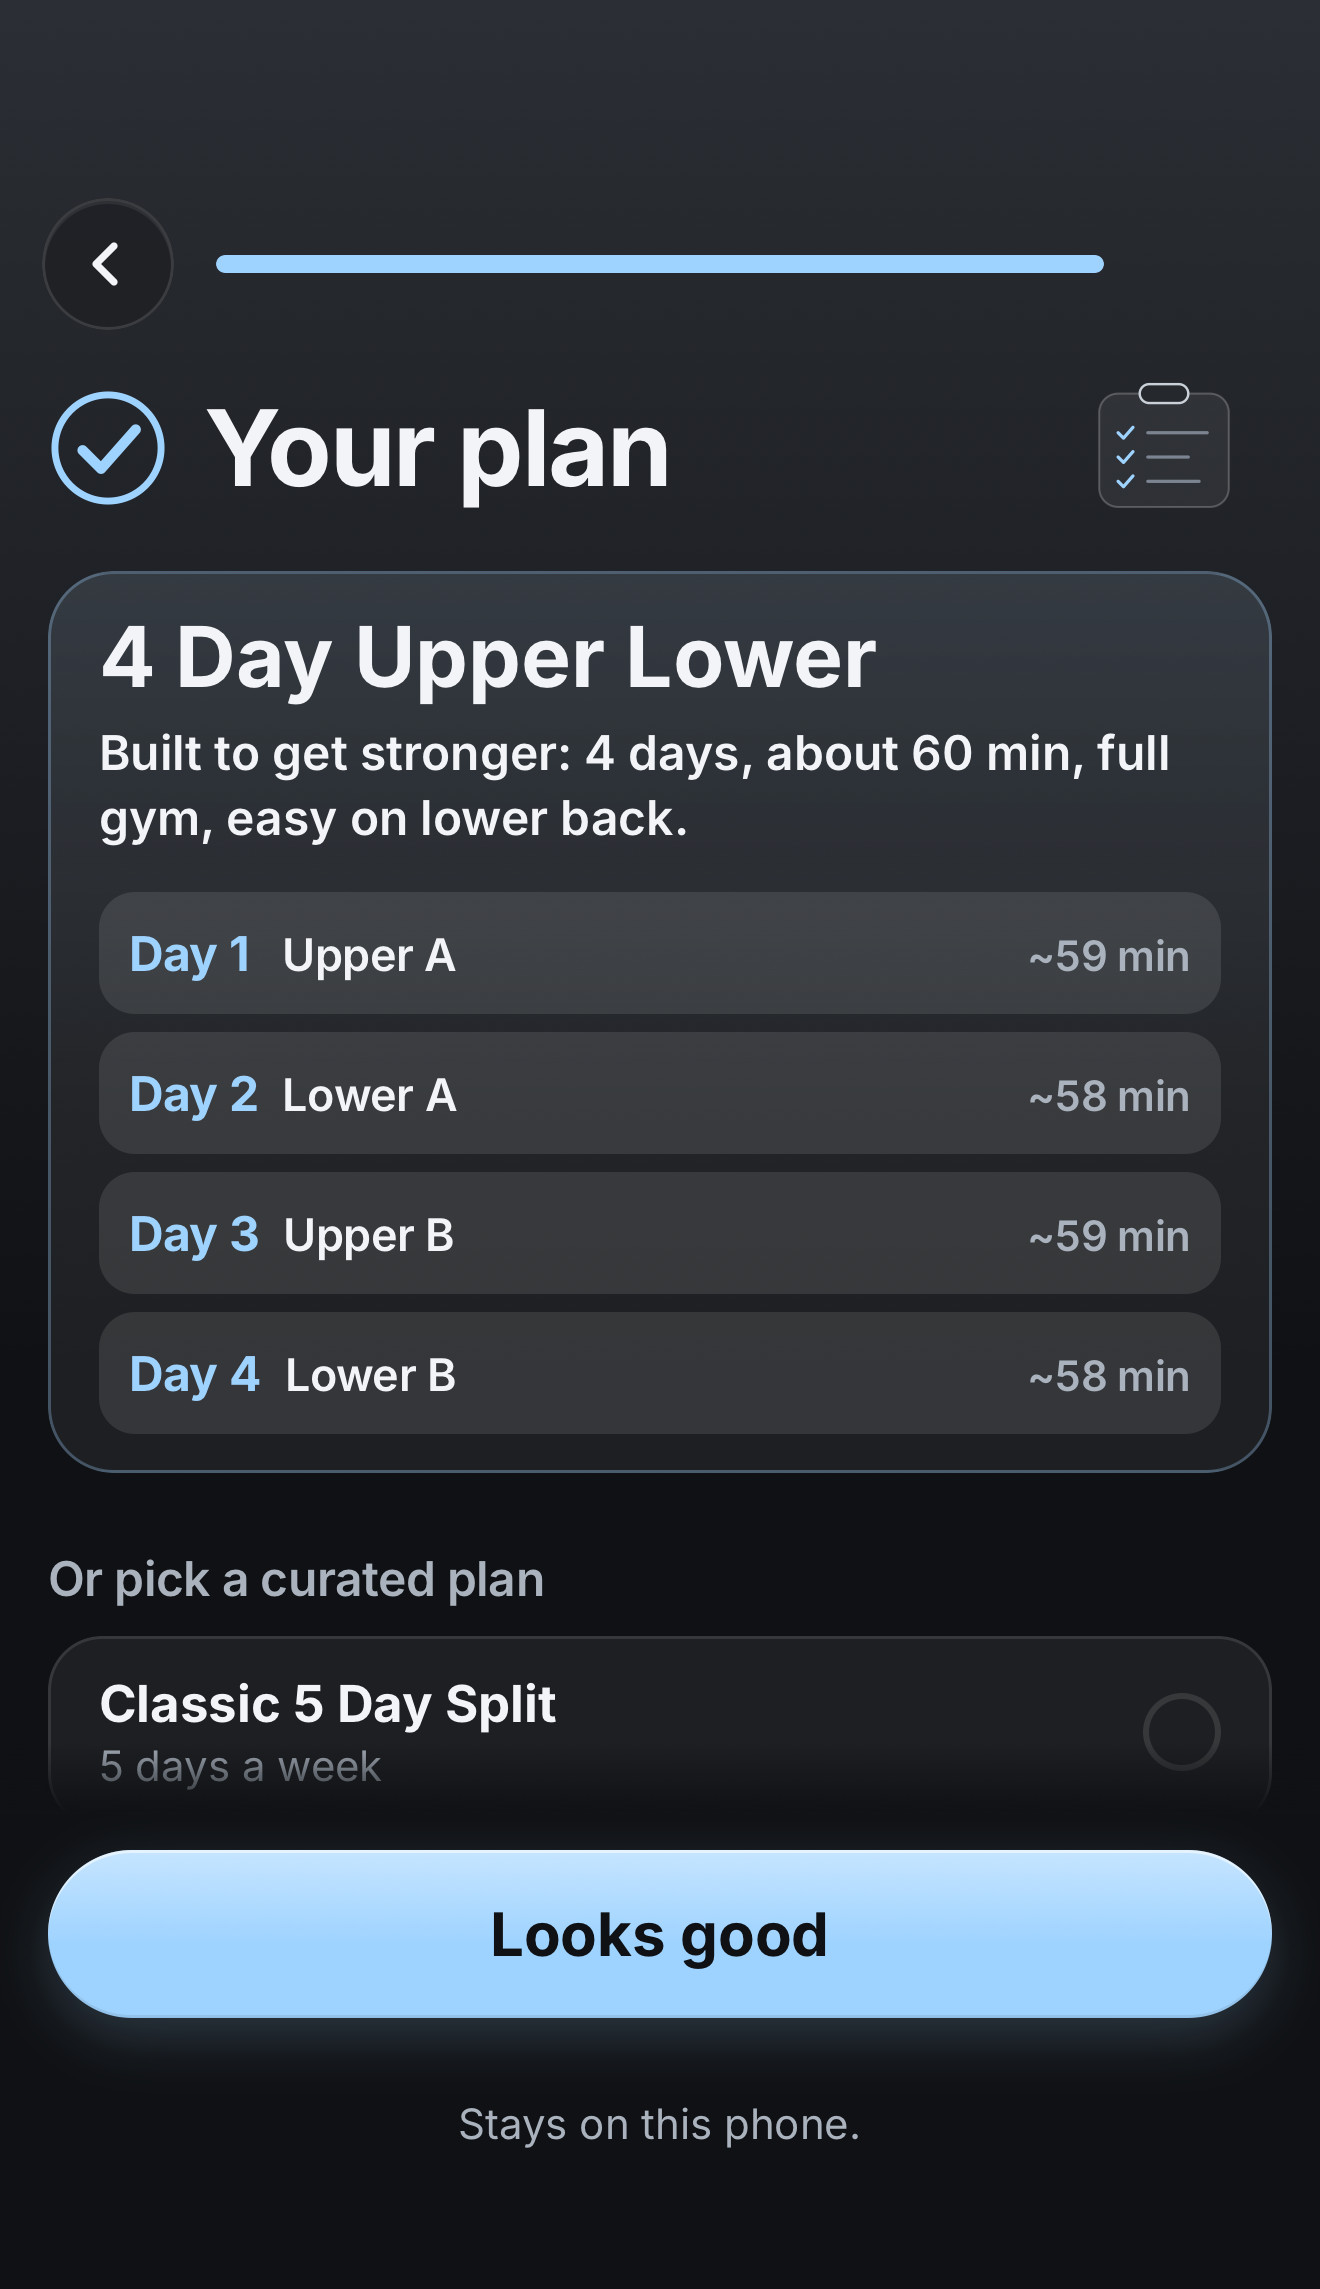 Your plan
4 Day Upper Lower
Built to get stronger: 4 days, about 60 min, full
gym, easy on lower back.
Day 1 Upper A ~59 min
Day 2 Lower A ~58 min
Day 3 Upper B ~59 min
Day 4 Lower B ~58 min
Or pick a curated plan
Classic 5 Day Split
5 days a week
Looks good
Stays on this phone.